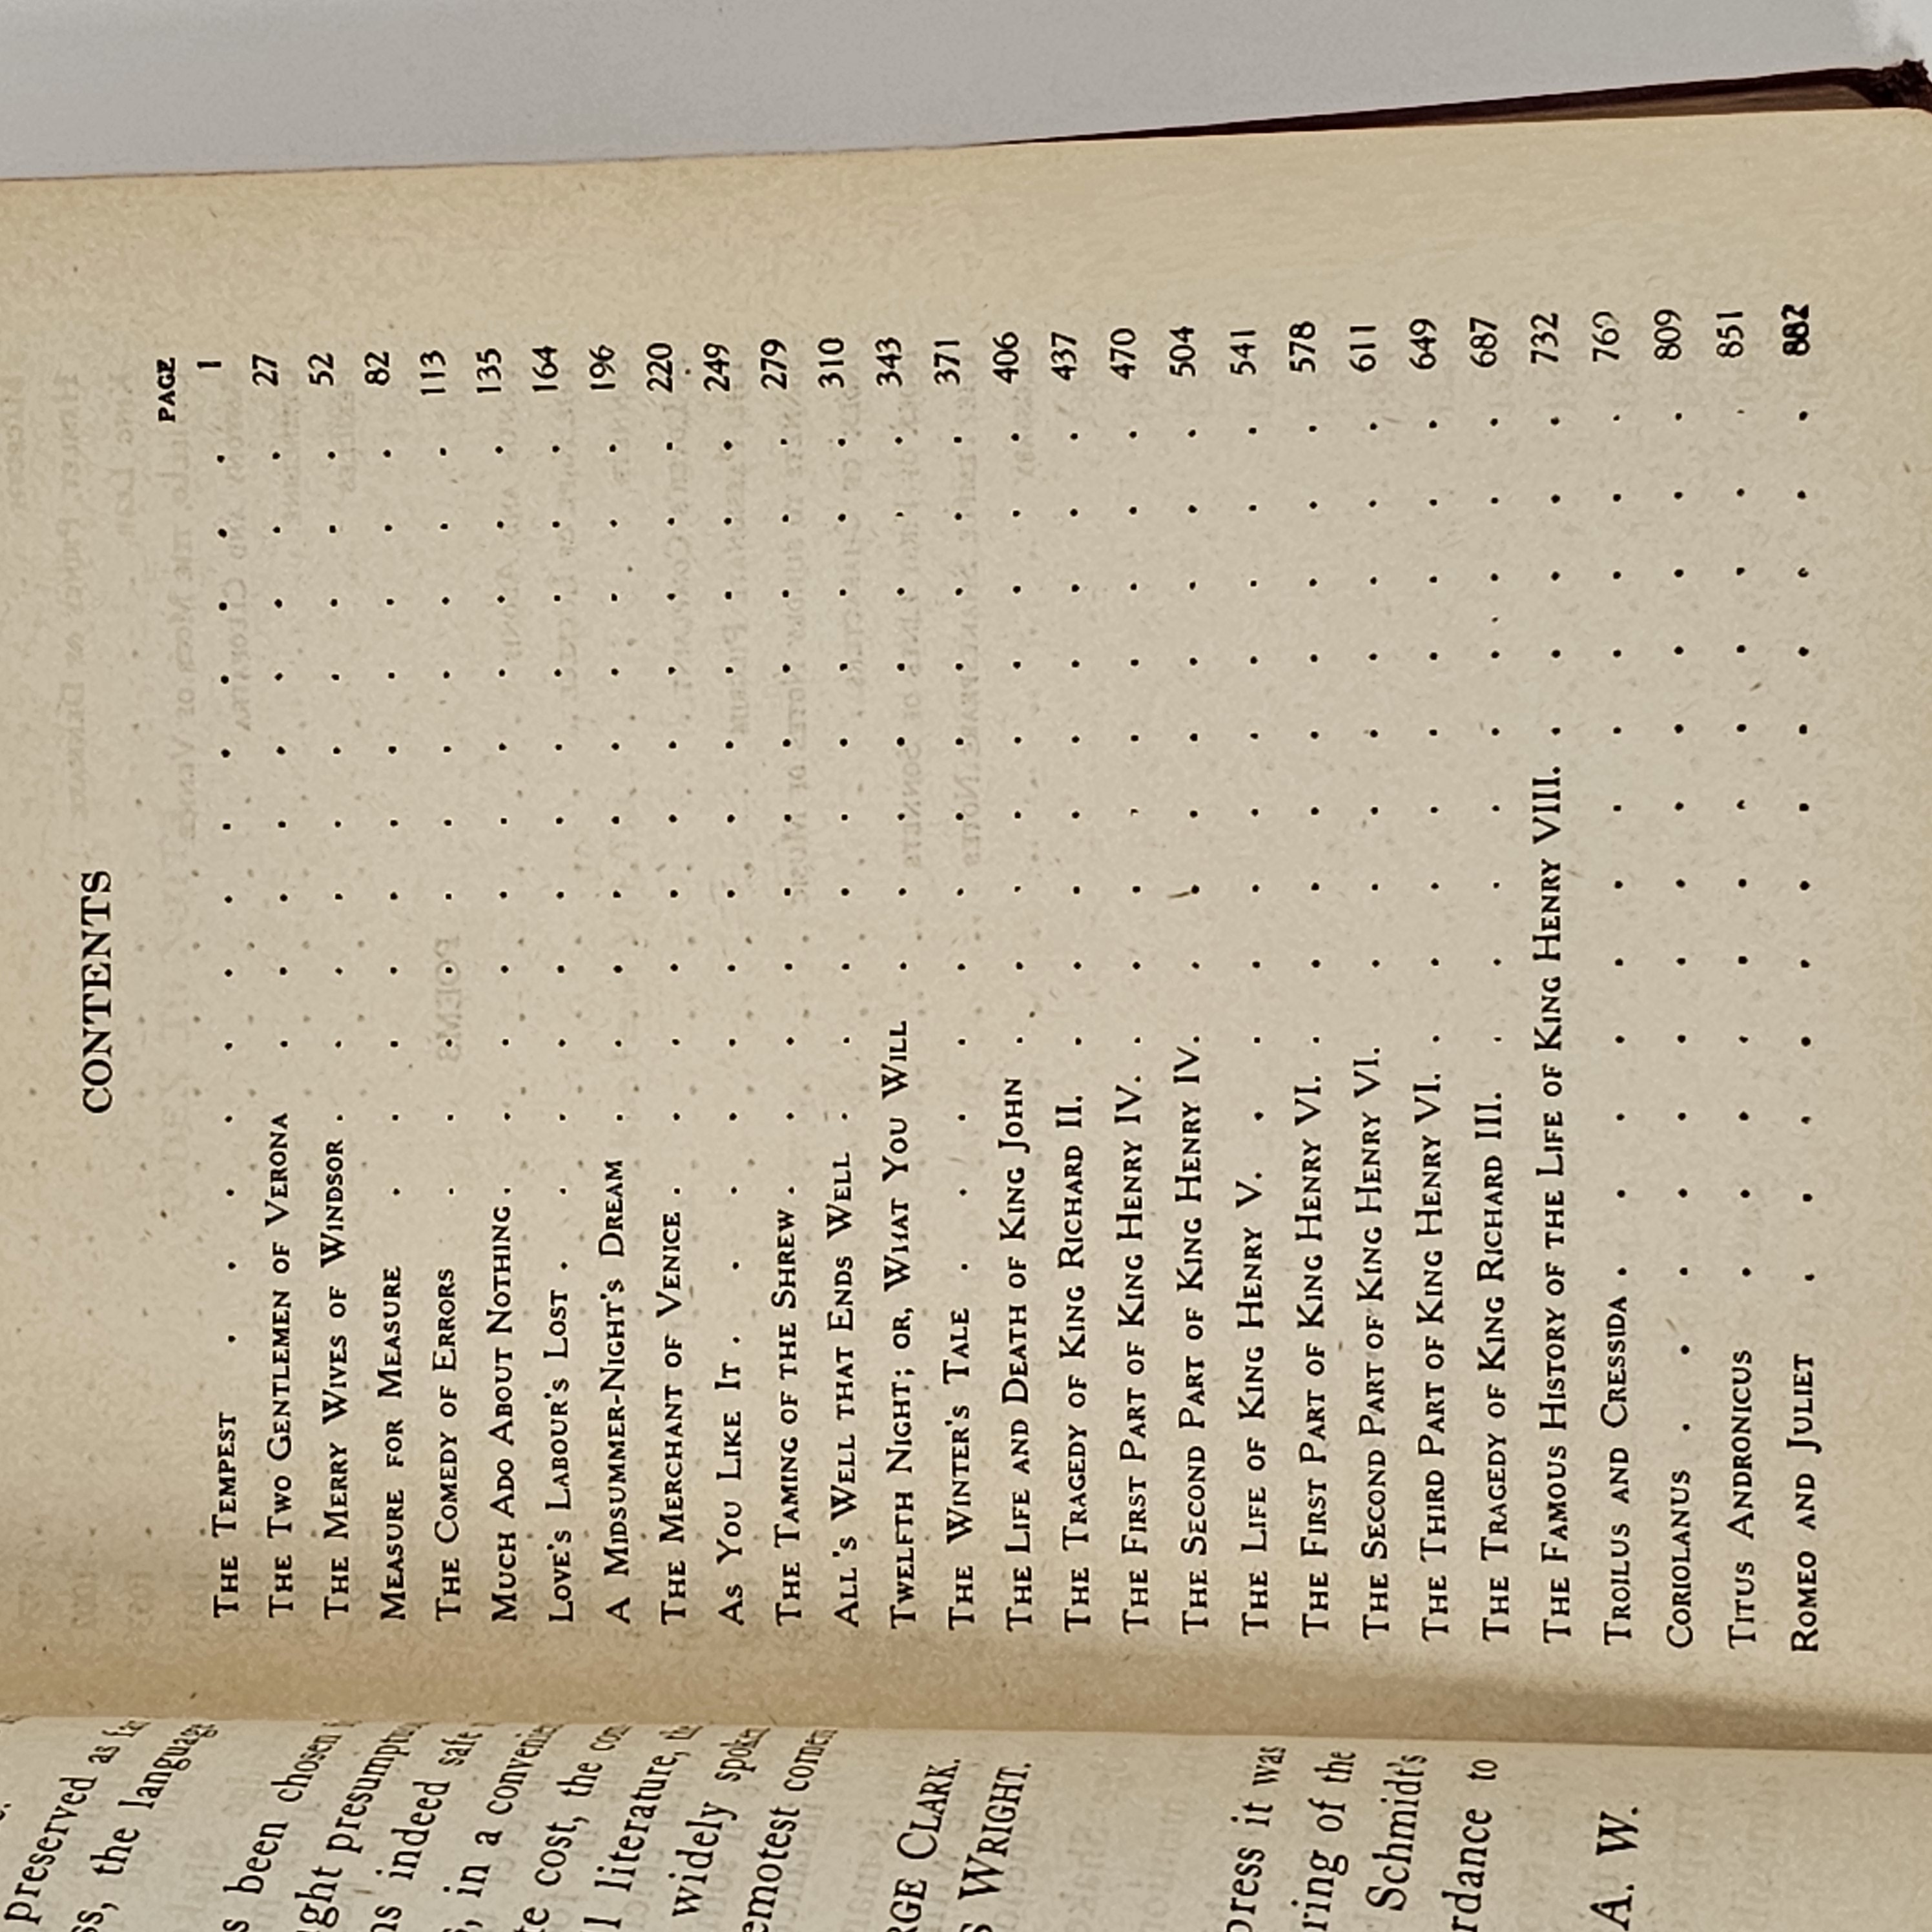 preserved as far
the language
been chosen
presumptu
indeed safe
in a convenien
cost, the com
literature, the
widely spoken
emotest corners
RGE CLARK.
S WRIGHT.
press it was
ring of the
Schmidt's
rdance to
A. W.
CONTENTS
PAGE
THE TEMPEST . . . . . . . . . . . . . 1
THE TWO GENTLEMEN OF VERONA . . . . . . . . . 27
THE MERRY WIVES OF WINDSOR . . . . . . . . . . 52
MEASURE FOR MEASURE . . . . . . . . . . . 82
THE COMEDY OF ERRORS . . . . . . . . . . . 113
MUCH ADO ABOUT NOTHING . . . . . . . . . . . 135
LOVE'S LABOUR'S LOST . . . . . . . . . . . . 164
A MIDSUMMER-NIGHT'S DREAM . . . . . . . . . . 196
THE MERCHANT OF VENICE . . . . . . . . . . . 220
AS YOU LIKE IT . . . . . . . . . . . . . 249
THE TAMING OF THE SHREW . . . . . . . . . . . 279
ALL 'S WELL THAT ENDS WELL . . . . . . . . . . 310
TWELFTH NIGHT; OR, WHAT YOU WILL . . . . . . . . 343
THE WINTER'S TALE . . . . . . . . . . . . 371
THE LIFE AND DEATH OF KING JOHN . . . . . . . . . 406
THE TRAGEDY OF KING RICHARD II. . . . . . . . . . 437
THE FIRST PART OF KING HENRY IV. . . . . . . . . . 470
THE SECOND PART OF KING HENRY IV. . . . . . . . . 504
THE LIFE OF KING HENRY V. . . . . . . . . . . 541
THE FIRST PART OF KING HENRY VI. . . . . . . . . . 578
THE SECOND PART OF KING HENRY VI. . . . . . . . . 611
THE THIRD PART OF KING HENRY VI. . . . . . . . . . 649
THE TRAGEDY OF KING RICHARD III. . . . . . . . . . 687
THE FAMOUS HISTORY OF THE LIFE OF KING HENRY VIII. . . . . . 732
TROILUS AND CRESSIDA . . . . . . . . . . . . 769
CORIOLANUS . . . . . . . . . . . . . . 809
TITUS ANDRONICUS . . . . . . . . . . . . 851
ROMEO AND JULIET . . . . . . . . . . . . 882